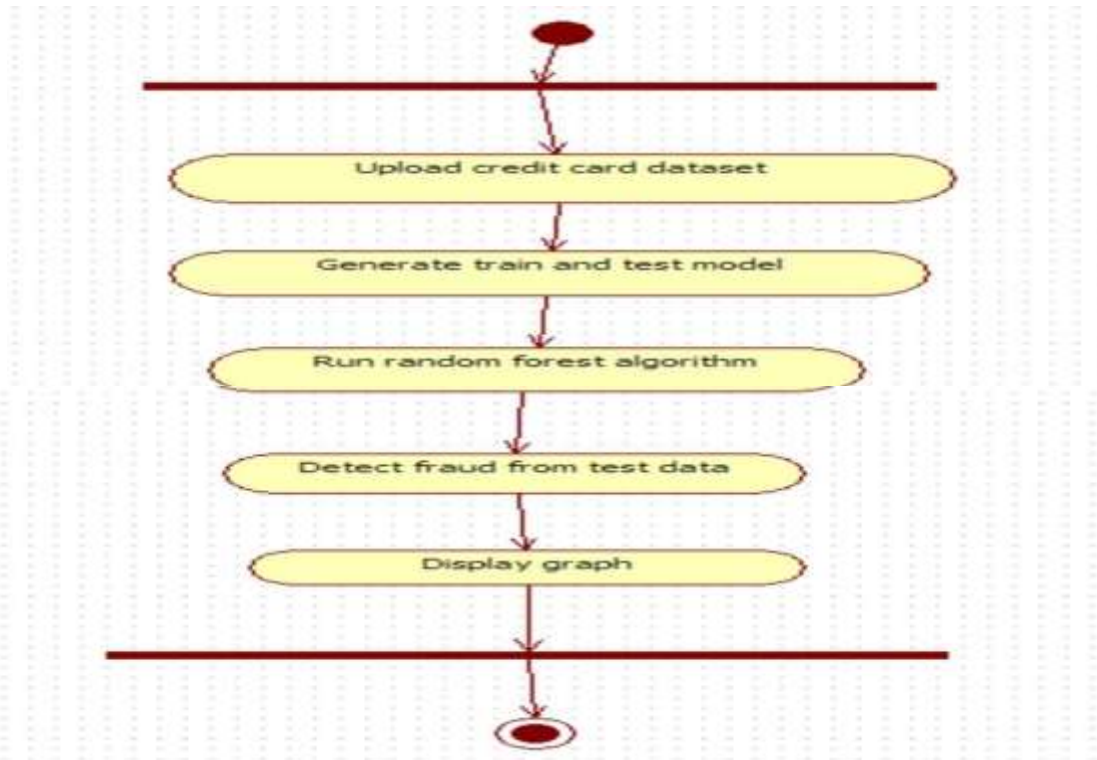 Upload credit card dataset
Generate train and test model
Run random forest algorithm
Detect fraud from test data
Display graph